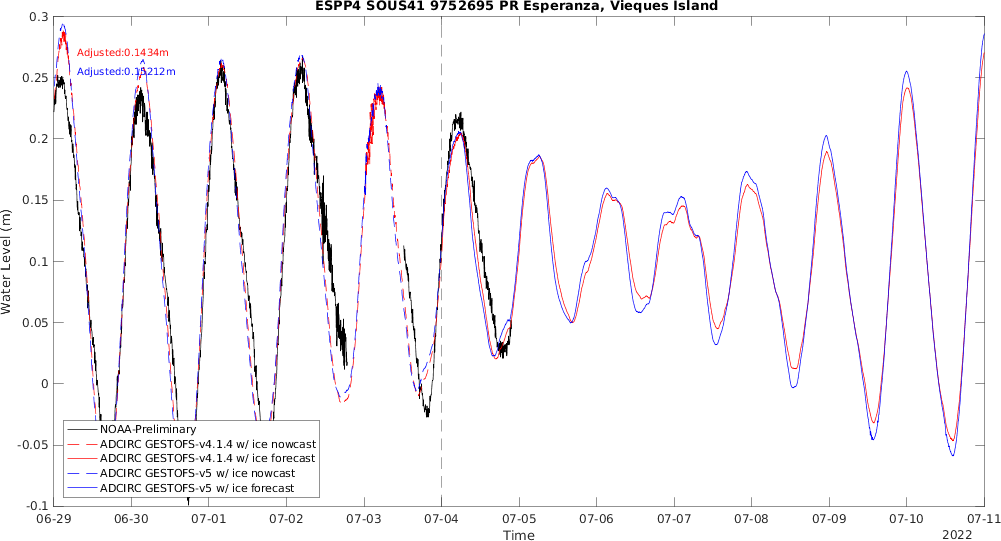 ESPP4 SOUS41 9752695 PR Esperanza, Vieques Island
0.3
0.25
0.2
0.15
0.1
0.05
0
-0.05
-0.1
Water Level (m)
Adjusted:0.1434m
Adjusted:0.15212m
NOAA-Preliminary
ADCIRC GESTOFS-v4.1.4 w/ ice nowcast
ADCIRC GESTOFS-v4.1.4 w/ ice forecast
ADCIRC GESTOFS-v5 w/ ice nowcast
ADCIRC GESTOFS-v5 w/ ice forecast
06-29 06-30 07-01 07-02 07-03 07-04 07-05 07-06 07-07 07-08 07-09 07-10 07-11
Time
2022